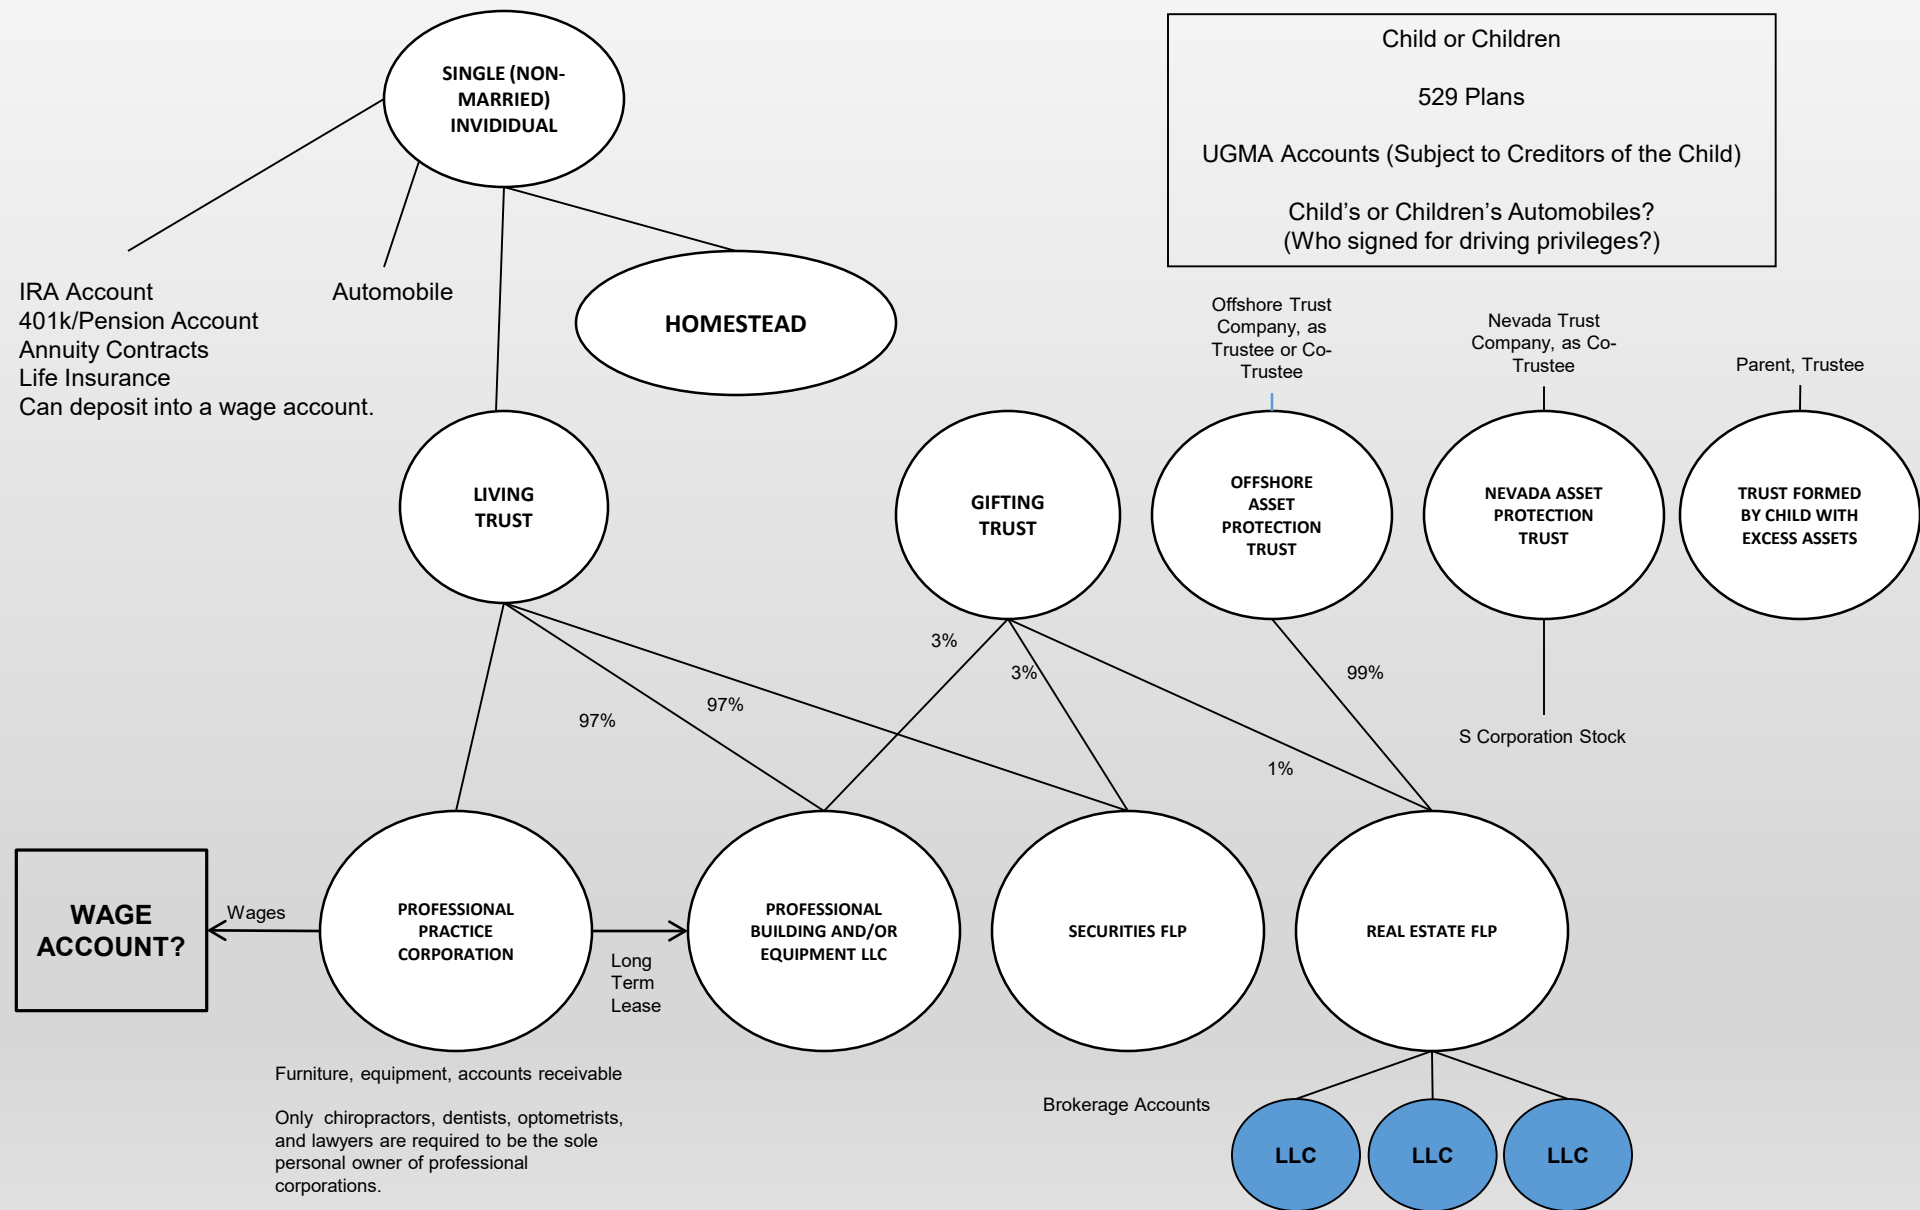 SINGLE (NON-
MARRIED)
INVIDIDUAL
Child or Children
529 Plans
UGMA Accounts (Subject to Creditors of the Child)
Child’s or Children’s Automobiles?
(Who signed for driving privileges?)
IRA Account
401k/Pension Account
Annuity Contracts
Life Insurance
Can deposit into a wage account.
Automobile
HOMESTEAD
Offshore Trust
Company, as
Trustee or Co-
Trustee
Nevada Trust
Company, as Co-
Trustee
Parent, Trustee
LIVING
TRUST
GIFTING
TRUST
OFFSHORE
ASSET
PROTECTION
TRUST
NEVADA ASSET
PROTECTION
TRUST
TRUST FORMED
BY CHILD WITH
EXCESS ASSETS
3%
3%
99%
97%
97%
1%
S Corporation Stock
WAGE
ACCOUNT?
Wages
PROFESSIONAL
PRACTICE
CORPORATION
Long
Term
Lease
PROFESSIONAL
BUILDING AND/OR
EQUIPMENT LLC
SECURITIES FLP
REAL ESTATE FLP
Furniture, equipment, accounts receivable
Only chiropractors, dentists, optometrists,
and lawyers are required to be the sole
personal owner of professional
corporations.
Brokerage Accounts
LLC
LLC
LLC